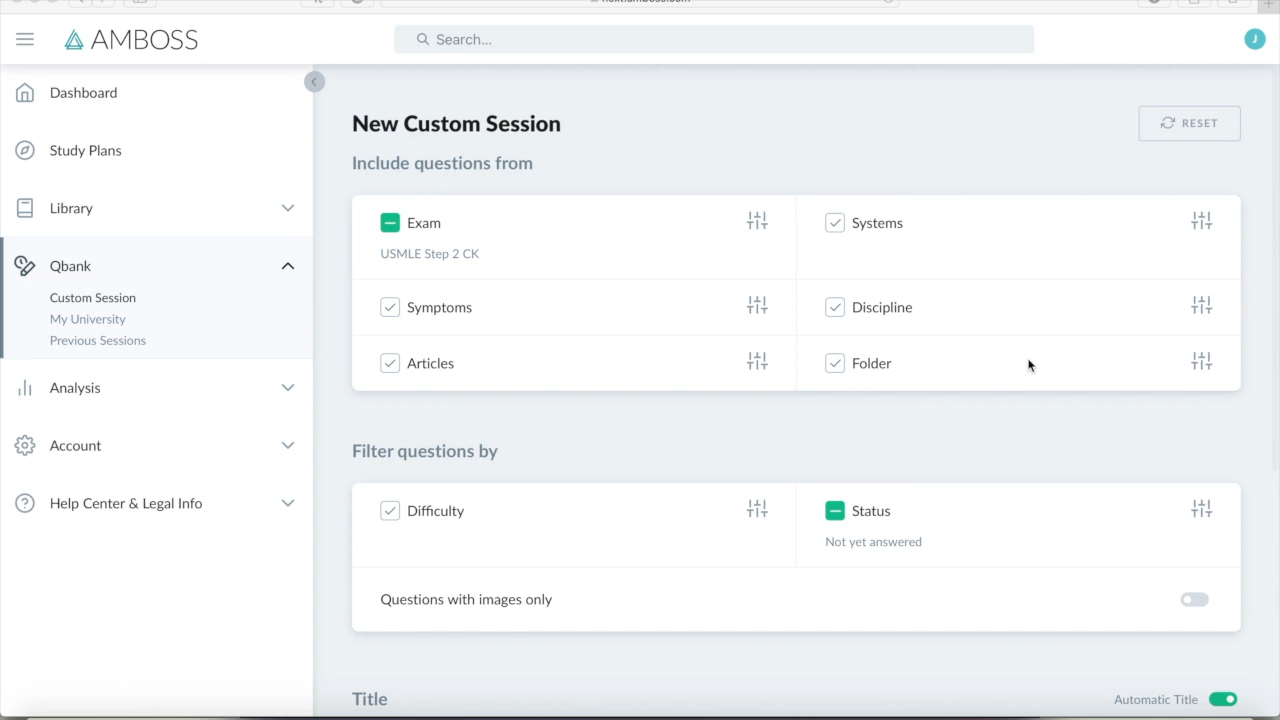 AMBOSS
Search...
J
Dashboard
Study Plans
Library
Qbank
Custom Session
My University
Previous Sessions
Analysis
Account
Help Center & Legal Info
New Custom Session
RESET
Include questions from
Exam
USMLE Step 2 CK
Systems
Symptoms
Discipline
Articles
Folder
Filter questions by
Difficulty
Status
Not yet answered
Questions with images only
Title
Automatic Title